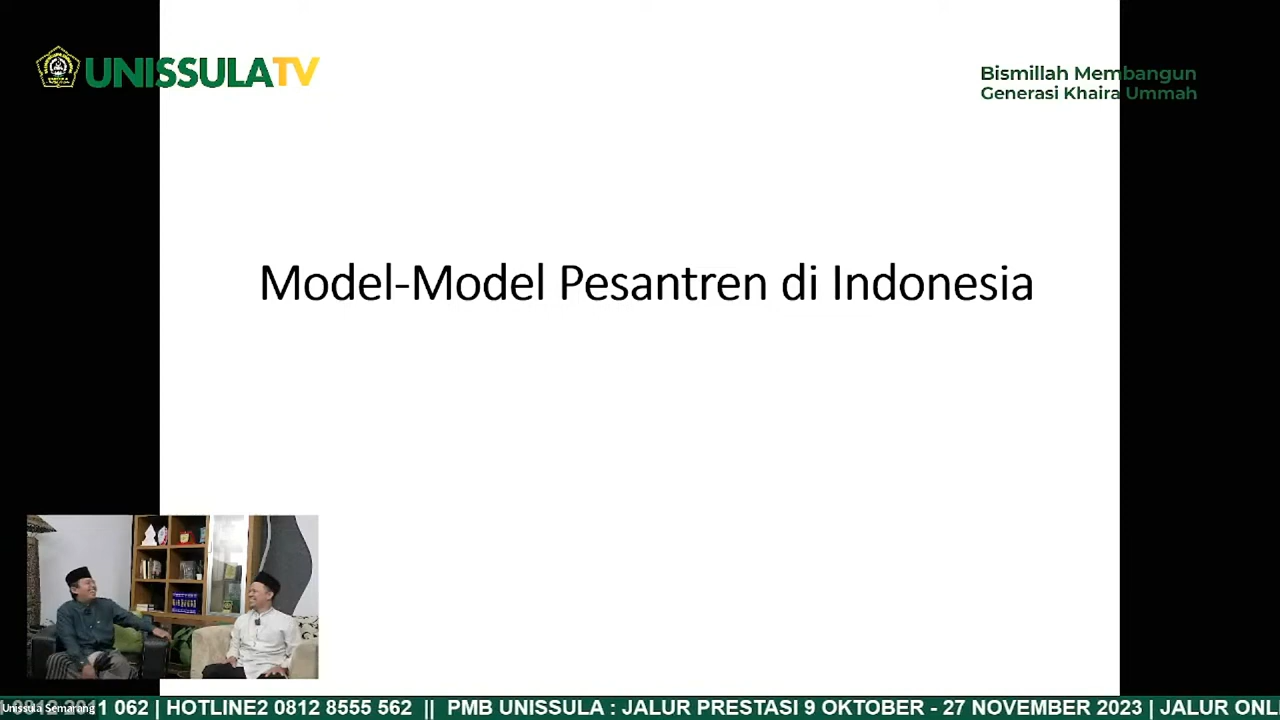 UNISSULATV
Bismillah Membangun
Generasi Khaira Ummah
Model-Model Pesantren di Indonesia
Unissula Semarang
11 062 | HOTLINE2 0812 8555 562 || PMB UNISSULA : JALUR PRESTASI 9 OKTOBER - 27 NOVEMBER 2023 | JALUR ONL